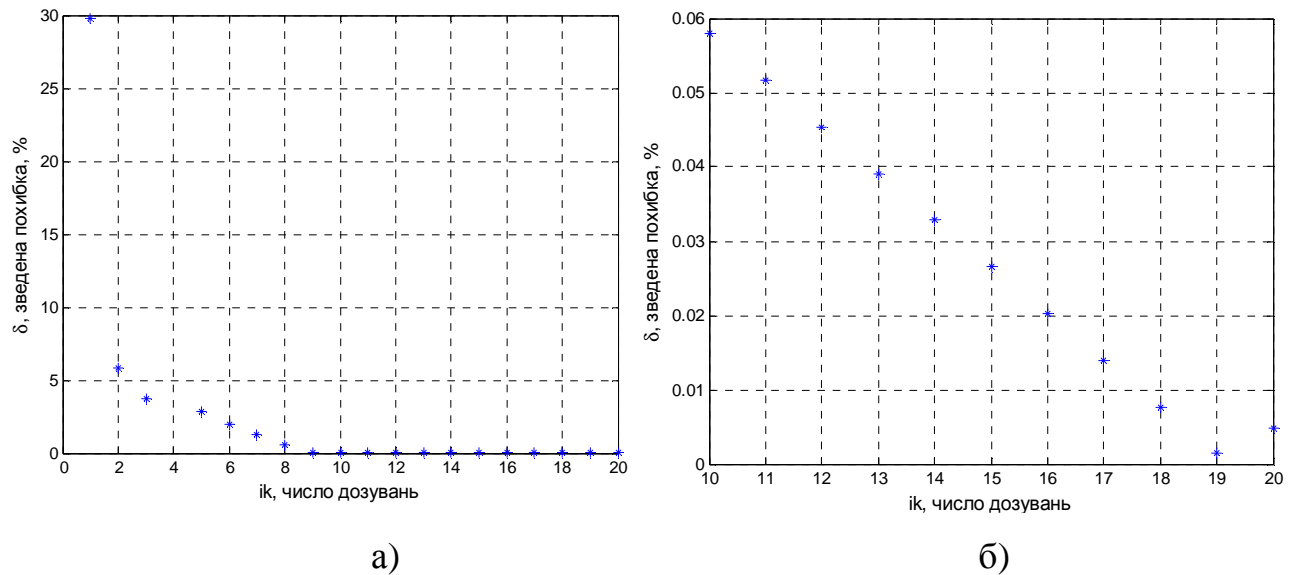 30
25
20
15
10
5
0
0 2 4 6 8 10 12 14 16 18 20
δ, зведена похибка, %
ik, число дозувань
а)
0.06
0.05
0.04
0.03
0.02
0.01
0
10 11 12 13 14 15 16 17 18 19 20
δ, зведена похибка, %
ik, число дозувань
б)